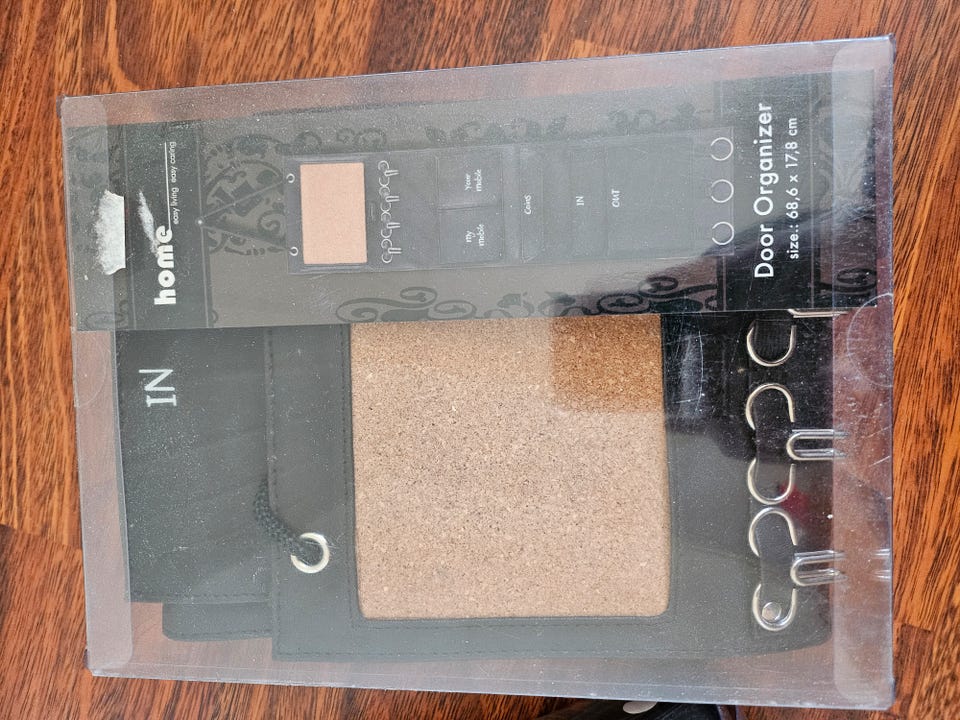 home
easy living easy caring
My
mobile
Your
mobile
Coins
IN
OUT
Door Organizer
size.: 68,6 x 17,8 cm
IN